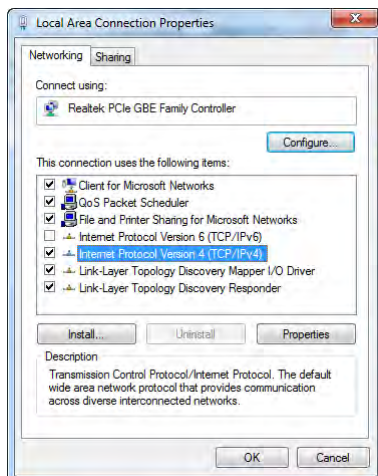 Local Area Connection Properties
Networking Sharing
Connect using:
Realtek PCIe GBE Family Controller
Configure...
This connection uses the following items:
Client for Microsoft Networks
QoS Packet Scheduler
File and Printer Sharing for Microsoft Networks
Internet Protocol Version 6 (TCP/IPv6)
Internet Protocol Version 4 (TCP/IPv4)
Link-Layer Topology Discovery Mapper I/O Driver
Link-Layer Topology Discovery Responder
Install... Uninstall Properties
Description
Transmission Control Protocol/Internet Protocol. The default
wide area network protocol that provides communication
across diverse interconnected networks.
OK Cancel